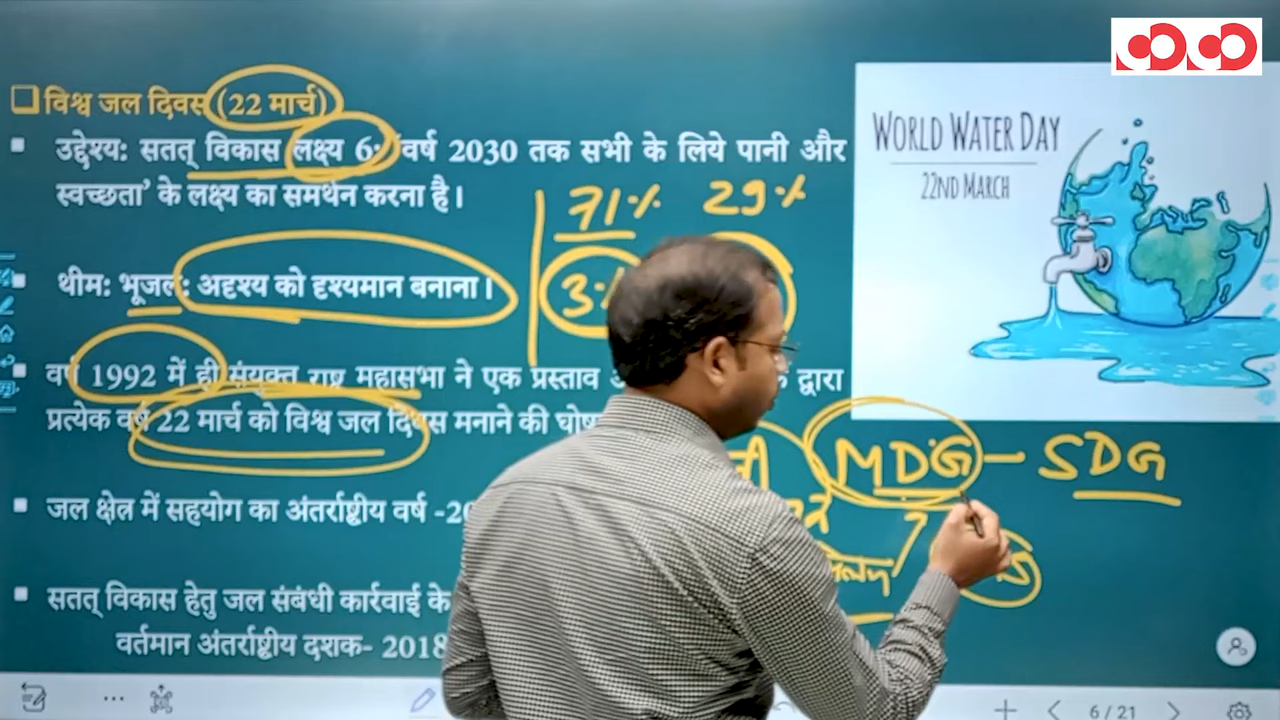 विश्व जल दिवस (22 मार्च)
उद्देश्य: सतत् विकास लक्ष्य 6: 'वर्ष 2030 तक सभी के लिये पानी और
स्वच्छता' के लक्ष्य का समर्थन करना है।
71% 29%
थीम: भूजल: अदृश्य को दृश्यमान बनाना।
वर्ष 1992 में ही संयुक्त राष्ट्र महासभा ने एक प्रस्ताव द्वारा
प्रत्येक वर्ष 22 मार्च को विश्व जल दिवस मनाने की
जल क्षेत्र में सहयोग का अंतर्राष्ट्रीय वर्ष
सतत् विकास हेतु जल संबंधी कार्रवाई के
वर्तमान अंतर्राष्ट्रीय दशक- 2018
WORLD WATER DAY
22ND MARCH
MDG - SDG
6 / 21